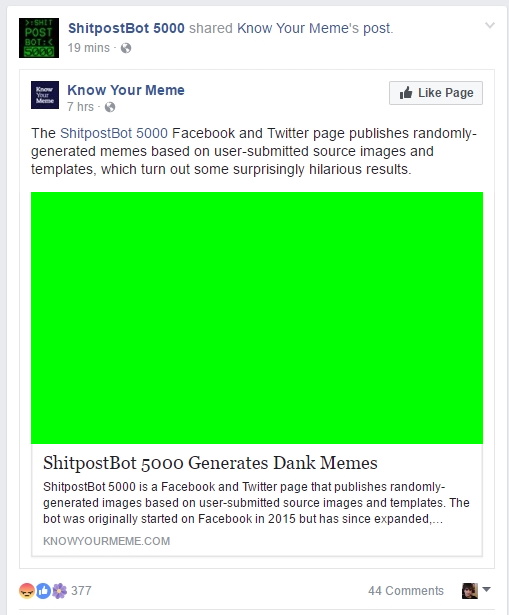 >:SHIT
POST
BOT:<
5000
ShitpostBot 5000 shared Know Your Meme's post.
19 mins ·
Know
Your
Meme
Know Your Meme
7 hrs ·
Like Page
The ShitpostBot 5000 Facebook and Twitter page publishes randomly-
generated memes based on user-submitted source images and
templates, which turn out some surprisingly hilarious results.
ShitpostBot 5000 Generates Dank Memes
ShitpostBot 5000 is a Facebook and Twitter page that publishes randomly-
generated images based on user-submitted source images and templates. The
bot was originally started on Facebook in 2015 but has since expanded,...
KNOWYOURMEME.COM
377
44 Comments